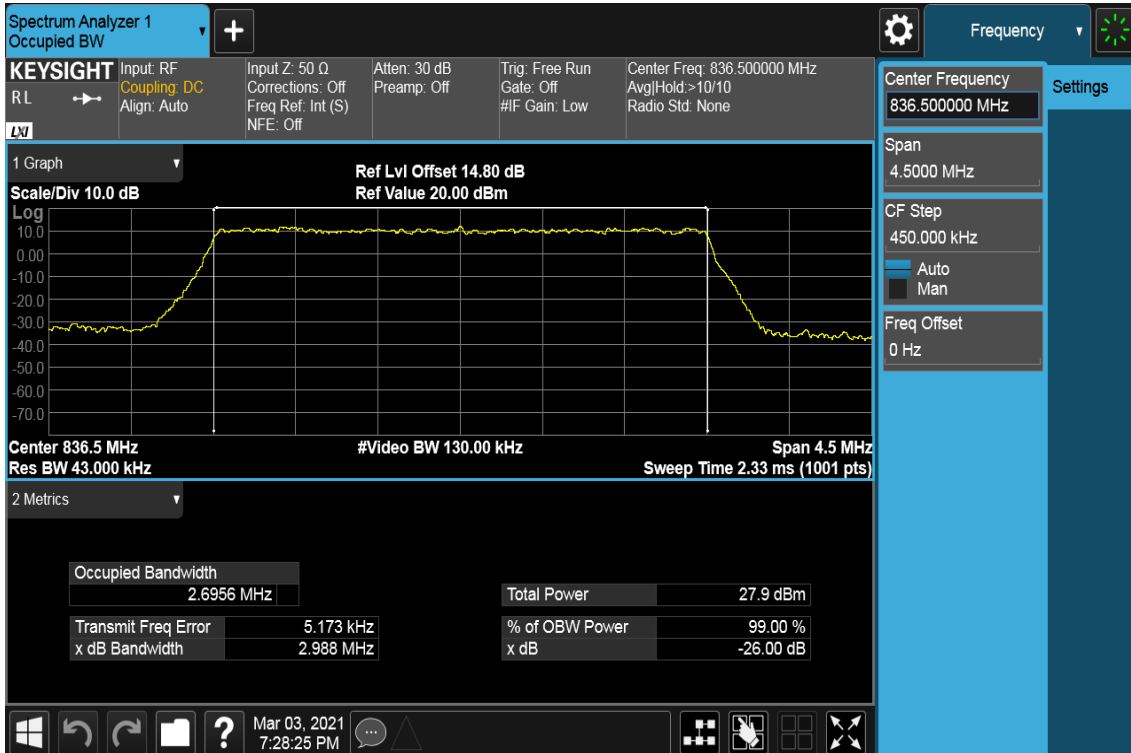 Spectrum Analyzer 1
Occupied BW
+
Frequency
KEYSIGHT
R L
LXI
Input: RF
Coupling: DC
Align: Auto
Input Z: 50 Ω
Corrections: Off
Freq Ref: Int (S)
NFE: Off
Atten: 30 dB
Preamp: Off
Trig: Free Run
Gate: Off
#IF Gain: Low
Center Freq: 836.500000 MHz
Avg|Hold:>10/10
Radio Std: None
Center Frequency
836.500000 MHz
Settings
Span
4.5000 MHz
CF Step
450.000 kHz
Auto
Man
Freq Offset
0 Hz
1 Graph
Scale/Div 10.0 dB
Ref Lvl Offset 14.80 dB
Ref Value 20.00 dBm
Log
10.0
0.00
-10.0
-20.0
-30.0
-40.0
-50.0
-60.0
-70.0
Center 836.5 MHz
#Video BW 130.00 kHz
Span 4.5 MHz
Res BW 43.000 kHz
Sweep Time 2.33 ms (1001 pts)
2 Metrics
Occupied Bandwidth
2.6956 MHz
Total Power 27.9 dBm
Transmit Freq Error 5.173 kHz
% of OBW Power 99.00 %
x dB Bandwidth 2.988 MHz
x dB -26.00 dB
?
Mar 03, 2021
7:28:25 PM